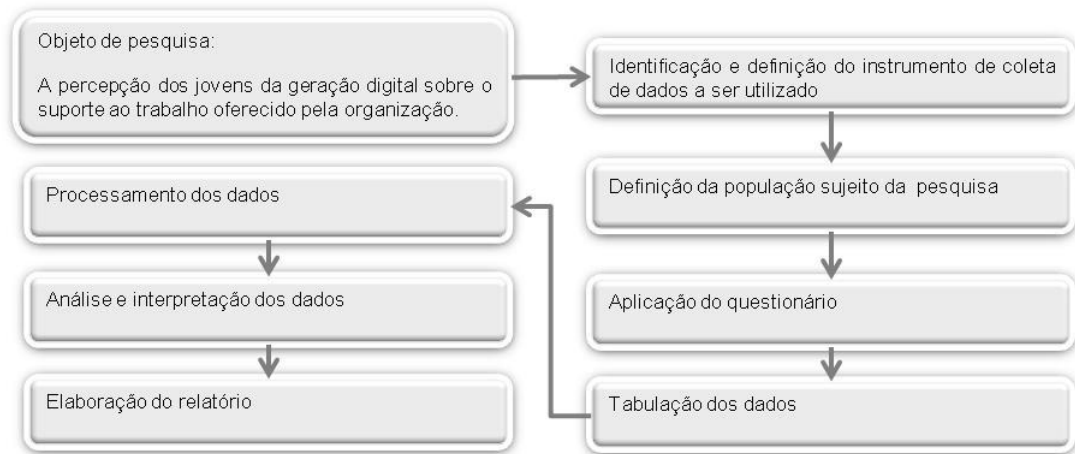 Objeto de pesquisa:
A percepção dos jovens da geração digital sobre o
suporte ao trabalho oferecido pela organização.
Identificação e definição do instrumento de coleta
de dados a ser utilizado
Definição da população sujeito da pesquisa
Aplicação do questionário
Tabulação dos dados
Processamento dos dados
Análise e interpretação dos dados
Elaboração do relatório